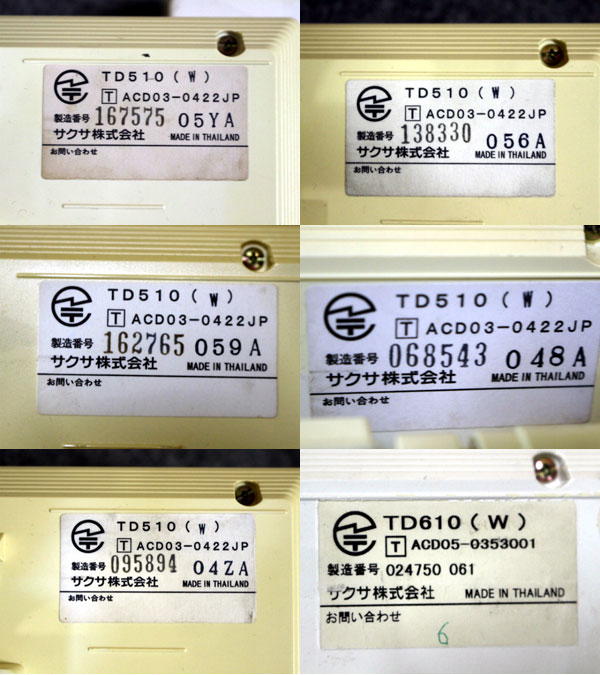 TD510 (W)
T ACD03-0422JP
製造番号 167575 05YA
サクサ株式会社 MADE IN THAILAND
お問い合わせ
TD510 (W)
T ACD03-0422JP
製造番号 138330 056A
サクサ株式会社 MADE IN THAILAND
お問い合わせ
TD510 (W)
T ACD03-0422JP
製造番号 162765 059A
サクサ株式会社 MADE IN THAILAND
お問い合わせ
TD510 (W)
T ACD03-0422JP
製造番号 068543 048A
サクサ株式会社 MADE IN THAILAND
お問い合わせ
TD510 (W)
T ACD03-0422JP
製造番号 095894 04ZA
サクサ株式会社 MADE IN THAILAND
お問い合わせ
TD610 (W)
T ACD05-0353001
製造番号 024750 061
サクサ株式会社 MADE IN THAILAND
お問い合わせ
6